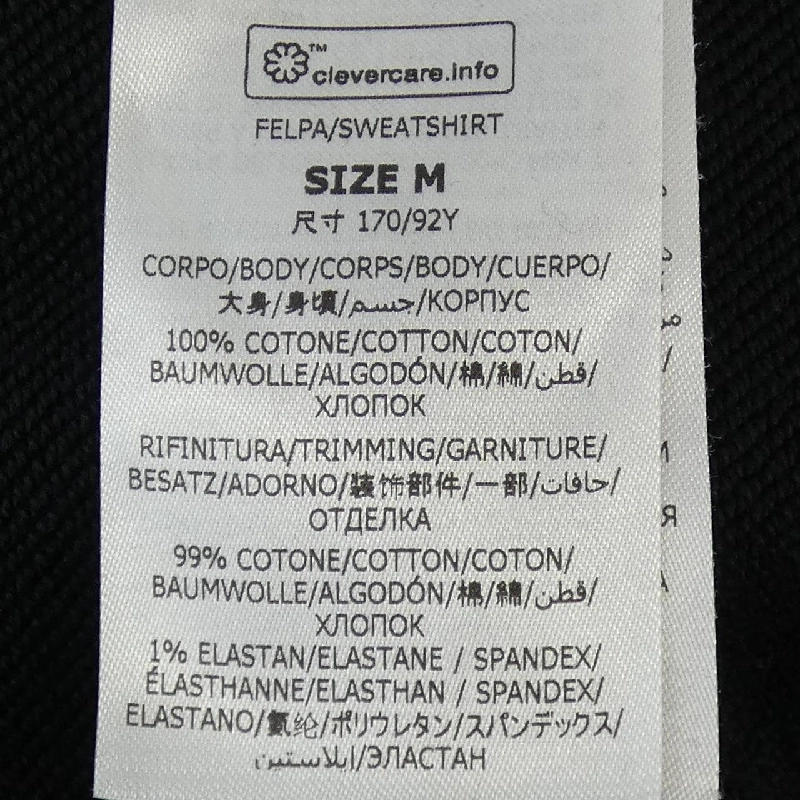 ™ clevercare.info
FELPA/SWEATSHIRT
SIZE M
尺寸 170/92Y
CORPO/BODY/CORPS/BODY/CUERPO/
大身/身頃/جسم/КОРПУС
100% COTONE/COTTON/COTON/
BAUMWOLLE/ALGODÓN/棉/綿/قطن/
ХЛОПОК
RIFINITURA/TRIMMING/GARNITURE/
BESATZ/ADORNO/装饰部件/一部/حافات/
ОТДЕЛКА
99% COTONE/COTTON/COTON/
BAUMWOLLE/ALGODÓN/棉/綿/قطن/
ХЛОПОК
1% ELASTAN/ELASTANE / SPANDEX/
ÉLASTHANNE/ELASTHAN / SPANDEX/
ELASTANO/氨纶/ポリウレタン/スパンデックス/
إيلاستين/ЭЛАСТАН